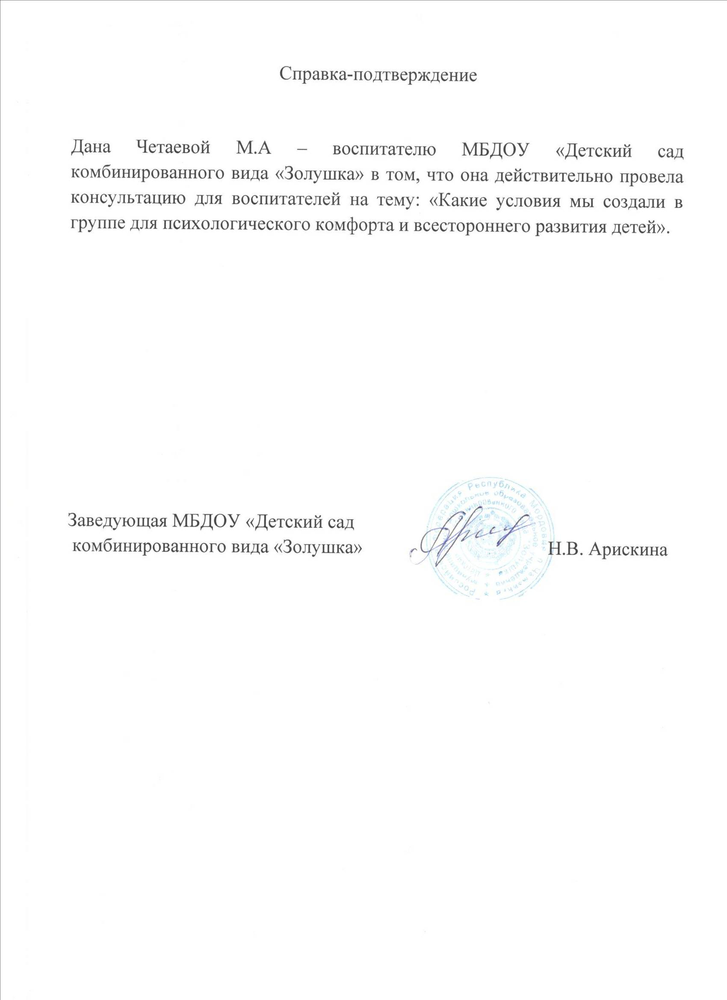 Справка-подтверждение
Дана Четаевой М.А – воспитателю МБДОУ «Детский сад
комбинированного вида «Золушка» в том, что она действительно провела
консультацию для воспитателей на тему: «Какие условия мы создали в
группе для психологического комфорта и всестороннего развития детей».
Заведующая МБДОУ «Детский сад
комбинированного вида «Золушка»
Н.В. Арискина
Республика Мордовия